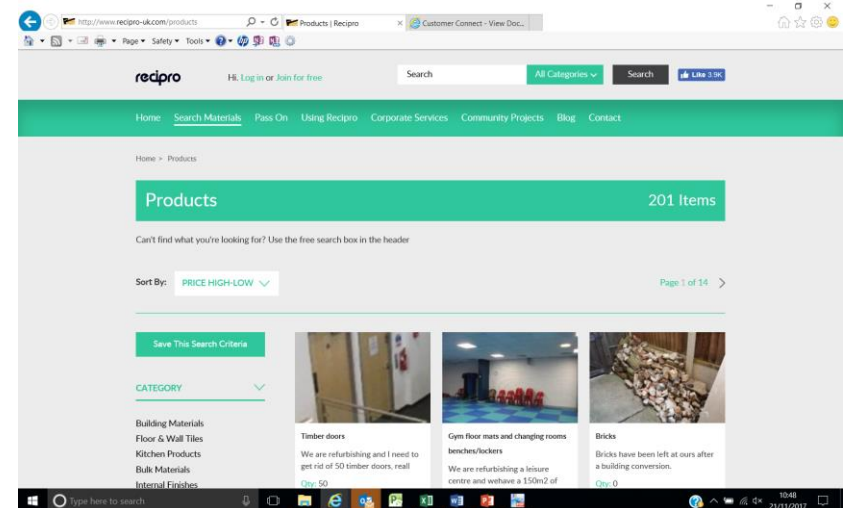 http://www.recipro-uk.com/products
Products | Recipro
Customer Connect - View Doc...
Page Safety Tools
recipro
Hi, Log in or Join for free
Search
All Categories
Search
Like 3.9K
Home Search Materials Pass On Using Recipro Corporate Services Community Projects Blog Contact
Home > Products
Products
201 Items
Can't find what you're looking for? Use the free search box in the header
Sort By: PRICE HIGH-LOW
Page 1 of 14
Save This Search Criteria
CATEGORY
Building Materials
Floor & Wall Tiles
Kitchen Products
Bulk Materials
Internal Finishes
Timber doors
We are refurbishing and I need to
get rid of 50 timber doors, reall
Qty: 50
Gym floor mats and changing rooms
benches/lockers
We are refurbishing a leisure
centre and wehave a 150m2 of
Bricks
Bricks have been left at ours after
a building conversion.
Qty: 0
Type here to search
10:48
21/11/2017